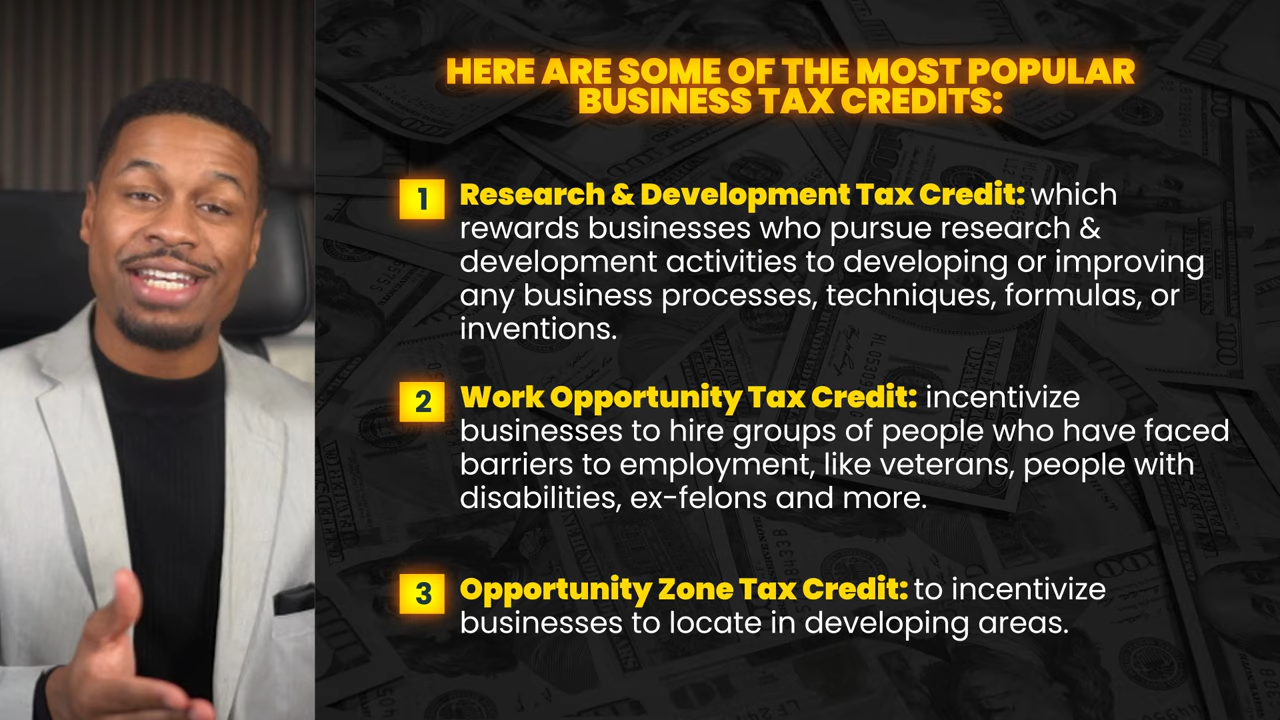 HERE ARE SOME OF THE MOST POPULAR
BUSINESS TAX CREDITS:
1 Research & Development Tax Credit: which
rewards businesses who pursue research &
development activities to developing or improving
any business processes, techniques, formulas, or
inventions.
2 Work Opportunity Tax Credit: incentivize
businesses to hire groups of people who have faced
barriers to employment, like veterans, people with
disabilities, ex-felons and more.
3 Opportunity Zone Tax Credit: to incentivize
businesses to locate in developing areas.